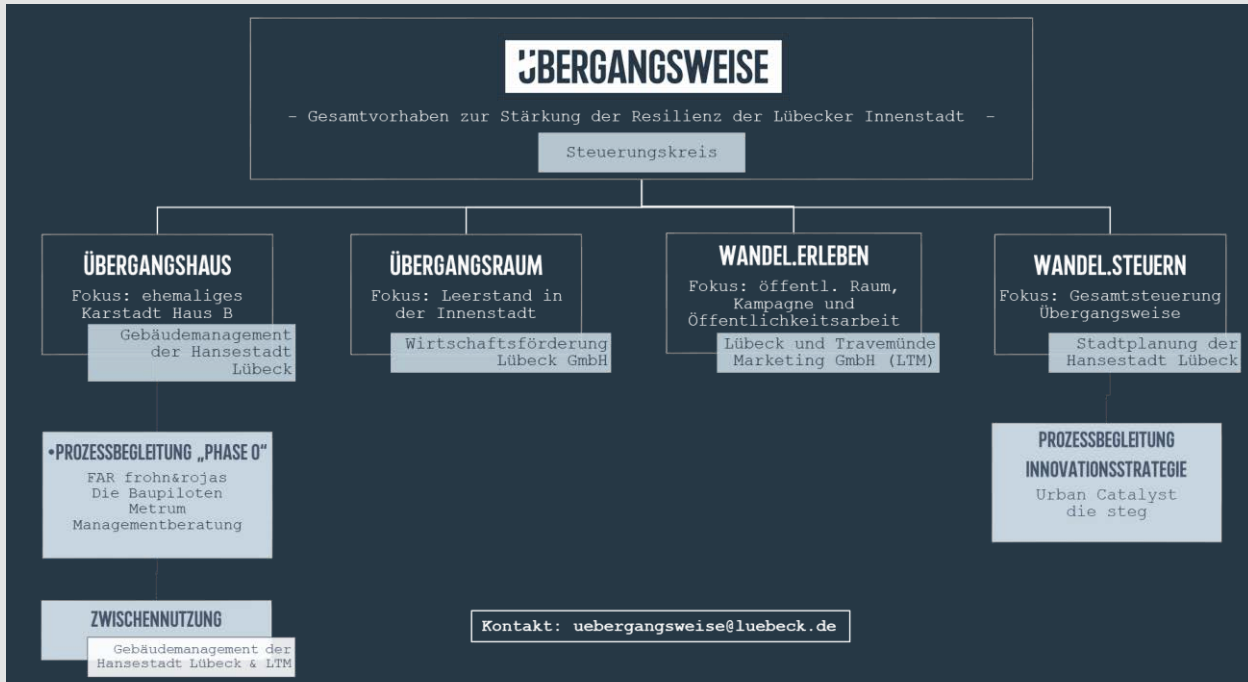 ÜBERGANGSWEISE
– Gesamtvorhaben zur Stärkung der Resilienz der Lübecker Innenstadt –
Steuerungskreis
ÜBERGANGSHAUS
Fokus: ehemaliges
Karstadt Haus B
Gebäudemanagement
der Hansestadt
Lübeck
ÜBERGANGSRAUM
Fokus: Leerstand in
der Innenstadt
Wirtschaftsförderung
Lübeck GmbH
WANDEL.ERLEBEN
Fokus: öffentl. Raum,
Kampagne und
Öffentlichkeitsarbeit
Lübeck und Travemünde
Marketing GmbH (LTM)
WANDEL.STEUERN
Fokus: Gesamtsteuerung
Übergangsweise
Stadtplanung der
Hansestadt Lübeck
•PROZESSBEGLEITUNG „PHASE 0“
FAR frohn&rojas
Die Baupiloten
Metrum
Managementberatung
PROZESSBEGLEITUNG
INNOVATIONSSTRATEGIE
Urban Catalyst
die steg
ZWISCHENNUTZUNG
Gebäudemanagement der
Hansestadt Lübeck & LTM
Kontakt: uebergangsweise@luebeck.de